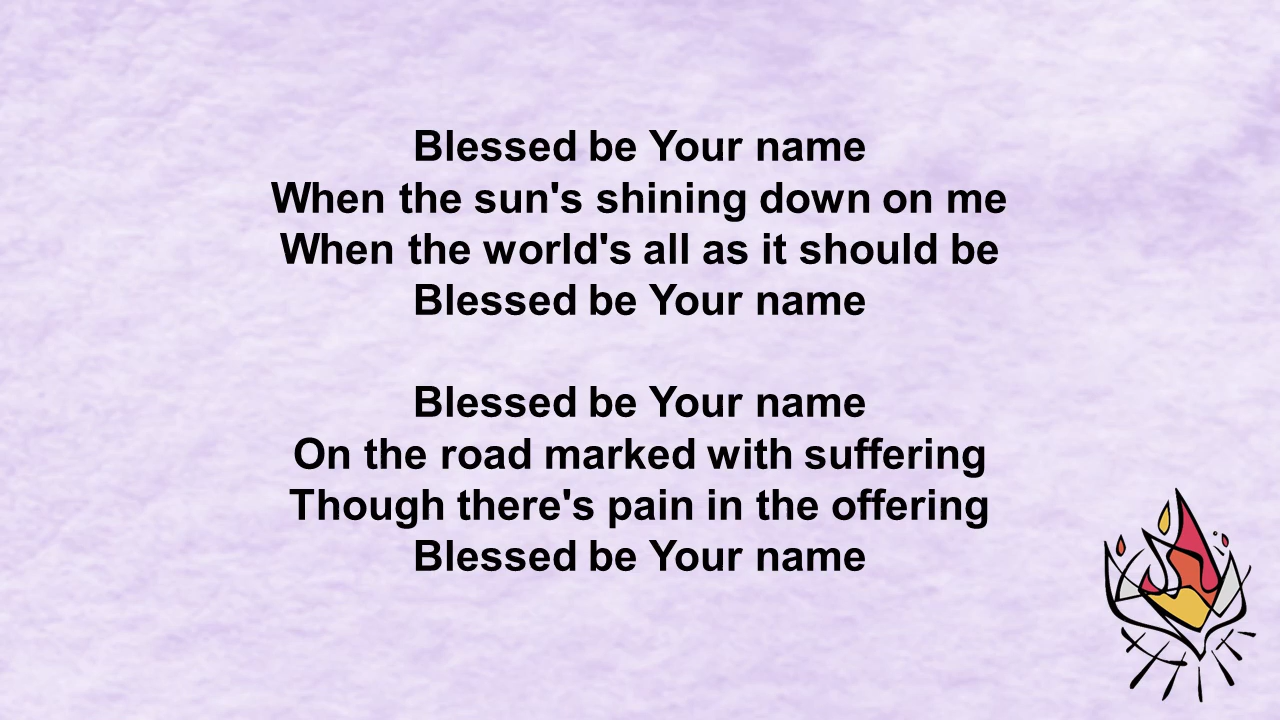 Blessed be Your name
When the sun's shining down on me
When the world's all as it should be
Blessed be Your name

Blessed be Your name
On the road marked with suffering
Though there's pain in the offering
Blessed be Your name